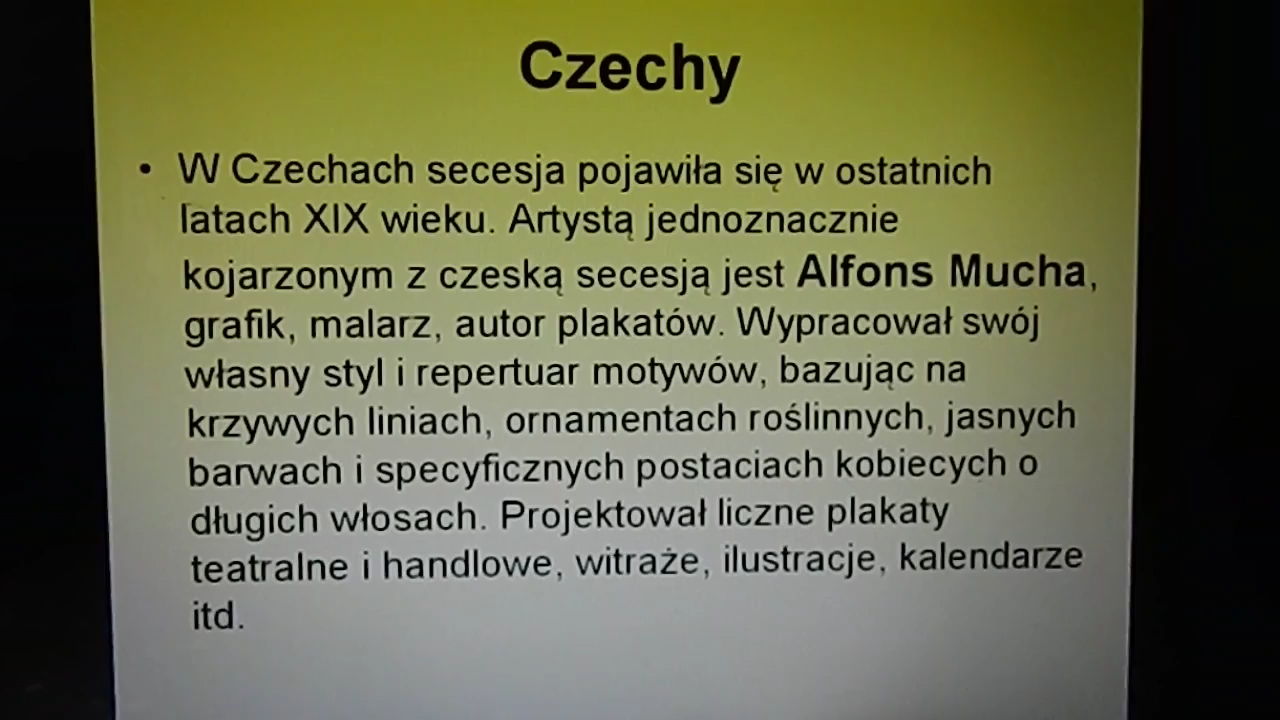 Czechy
• W Czechach secesja pojawiła się w ostatnich
latach XIX wieku. Artystą jednoznacznie
kojarzonym z czeską secesją jest Alfons Mucha,
grafik, malarz, autor plakatów. Wypracował swój
własny styl i repertuar motywów, bazując na
krzywych liniach, ornamentach roślinnych, jasnych
barwach i specyficznych postaciach kobiecych o
długich włosach. Projektował liczne plakaty
teatralne i handlowe, witraże, ilustracje, kalendarze
itd.